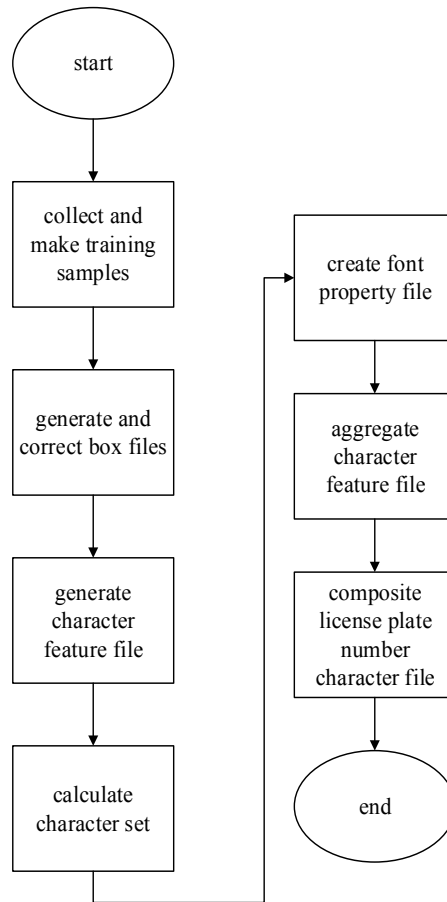 start
collect and
make training
samples
generate and
correct box files
generate
character
feature file
calculate
character set
create font
property file
aggregate
character
feature file
composite
license plate
number
character file
end